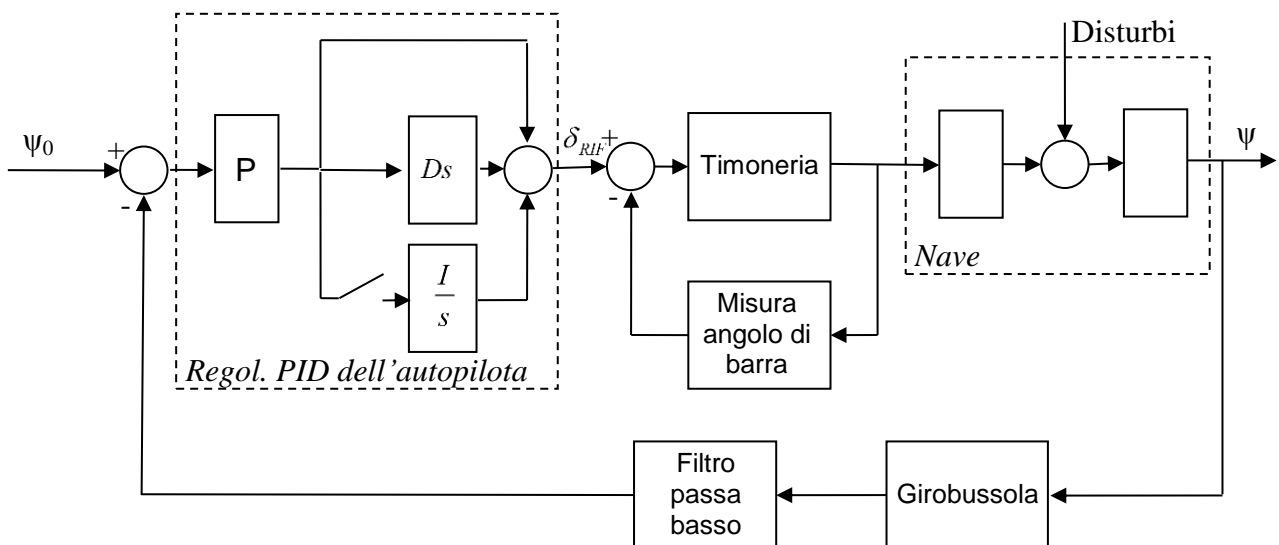 Disturbi
ψ₀
+
-
P
Ds
I
s
Regol. PID dell'autopilota
δRIF
+
-
Timoneria
Misura
angolo di
barra
Nave
ψ
Filtro
passa
basso
Girobussola